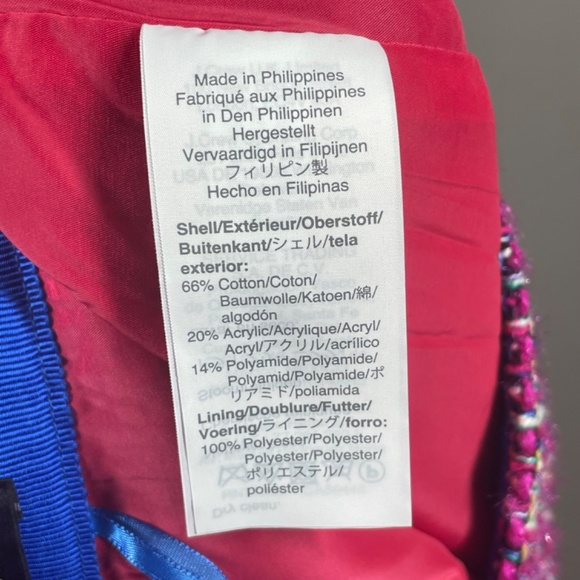 Made in Philippines
Fabriqué aux Philippines
in Den Philippinen
Hergestellt
Vervaardigd in Filipijnen
フィリピン製
Hecho en Filipinas
Shell/Extérieur/Oberstoff/
Buitenkant/シェル/tela
exterior:
66% Cotton/Coton/
Baumwolle/Katoen/綿/
algodón
20% Acrylic/Acrylique/Acryl/
Acryl/アクリル/acrílico
14% Polyamide/Polyamide/
Polyamid/Polyamide/ポ
リアミド/poliamida
Lining/Doublure/Futter/
Voering/ライニング/forro:
100% Polyester/Polyester/
Polyester/Polyester/
ポリエステル/
poliéster